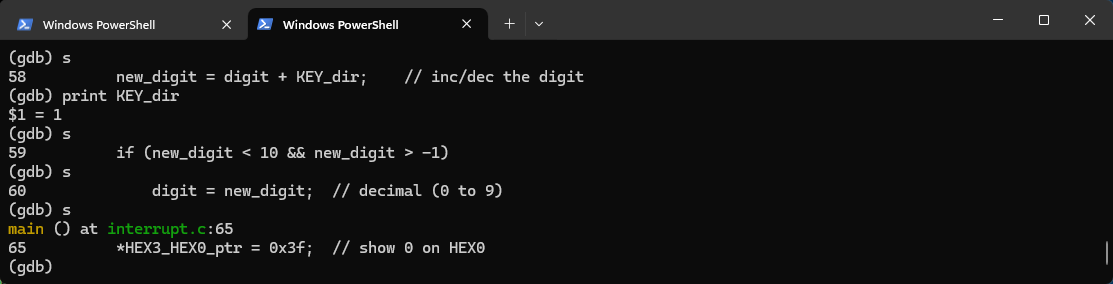 Windows PowerShell
Windows PowerShell
(gdb) s
58          new_digit = digit + KEY_dir;    // inc/dec the digit
(gdb) print KEY_dir
$1 = 1
(gdb) s
59          if (new_digit < 10 && new_digit > -1)
(gdb) s
60              digit = new_digit;  // decimal (0 to 9)
(gdb) s
main () at interrupt.c:65
65          *HEX3_HEX0_ptr = 0x3f;  // show 0 on HEX0
(gdb)